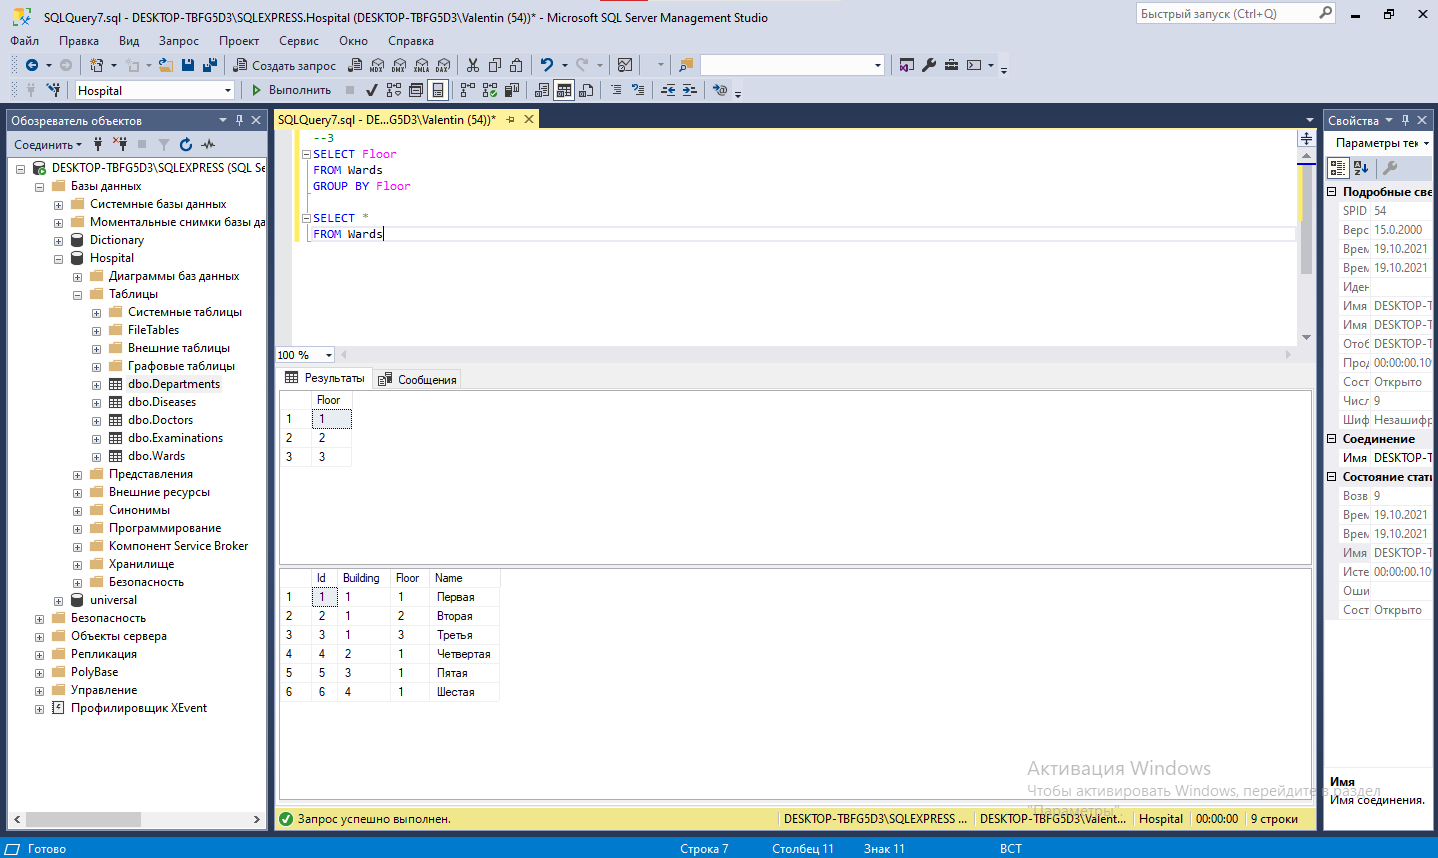 SQLQuery7.sql - DESKTOP-TBFG5D3\SQLEXPRESS.Hospital (DESKTOP-TBFG5D3\Valentin (54))* - Microsoft SQL Server Management Studio
Быстрый запуск (Ctrl+Q)
Файл Правка Вид Запрос Проект Сервис Окно Справка
Создать запрос MDX DMX XMLA DAX
Hospital Выполнить
Обозреватель объектов
Соединить
DESKTOP-TBFG5D3\SQLEXPRESS (SQL Se
Базы данных
Системные базы данных
Моментальные снимки базы да
Dictionary
Hospital
Диаграммы баз данных
Таблицы
Системные таблицы
FileTables
Внешние таблицы
Графовые таблицы
dbo.Departments
dbo.Diseases
dbo.Doctors
dbo.Examinations
dbo.Wards
Представления
Внешние ресурсы
Синонимы
Программирование
Компонент Service Broker
Хранилище
Безопасность
universal
Безопасность
Объекты сервера
Репликация
PolyBase
Управление
Профилировщик XEvent
SQLQuery7.sql - DE...G5D3\Valentin (54))*
--3
SELECT Floor
FROM Wards
GROUP BY Floor
SELECT *
FROM Wards
100 %
Результаты Сообщения
Floor
1 1
2 2
3 3
Id Building Floor Name
1 1 1 1 Первая
2 2 1 2 Вторая
3 3 1 3 Третья
4 4 2 1 Четвертая
5 5 3 1 Пятая
6 6 4 1 Шестая
Запрос успешно выполнен.
DESKTOP-TBFG5D3\SQLEXPRESS ... DESKTOP-TBFG5D3\Valent... Hospital 00:00:00 9 строки
Свойства
Параметры тек
Подробные све
SPID 54
Верс 15.0.2000
Врем 19.10.2021
Врем 19.10.2021
Иден
Имя DESKTOP-T
Имя DESKTOP-T
Отоб DESKTOP-T
Прод 00:00:00.109
Сост Открыто
Числ 9
Шиф Незашифр
Соединение
Имя DESKTOP-T
Состояние стати
Возв 9
Врем 19.10.2021
Врем 19.10.2021
Имя DESKTOP-T
Исте 00:00:00.109
Оши
Сост Открыто
Имя
Имя соединения.
Активация Windows
Чтобы активировать Windows, перейдите в раздел
"Параметры".
Готово Строка 7 Столбец 11 Знак 11 ВСТ